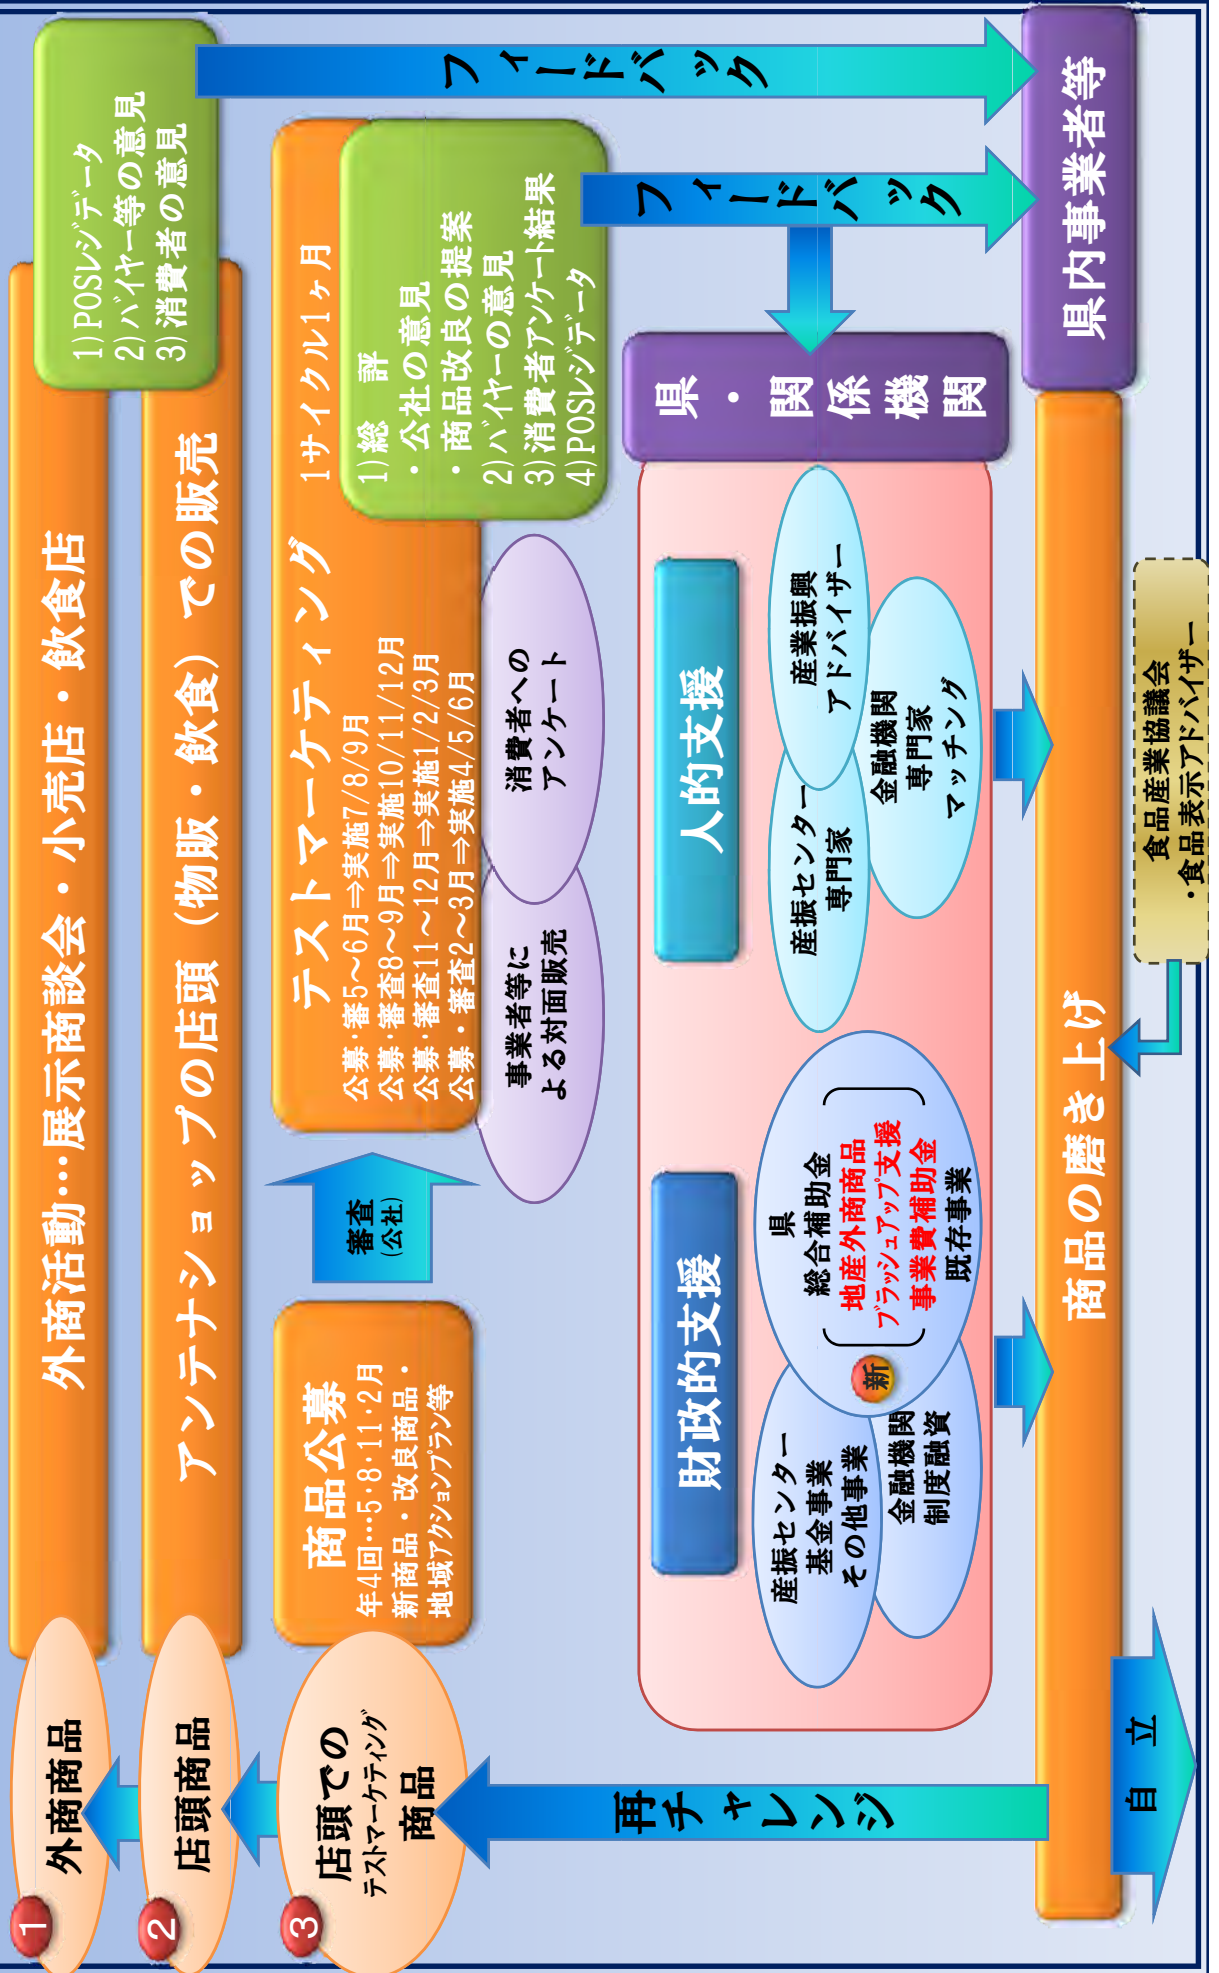 1
外商商品
外商活動…展示商談会・小売店・飲食店
1)POSレジデータ
2)バイヤー等の意見
3)消費者の意見
フィードバック
2
店頭商品
アンテナショップの店頭（物販・飲食）での販売
3
店頭での
テストマーケティング
商品
商品公募
年4回…5・8・11・2月
新商品・改良商品・
地域アクションプラン等
審査
(公社)
テストマーケティング
1サイクル1ヶ月
公募・審5～6月⇒実施7/8/9月
公募・審査8～9月⇒実施10/11/12月
公募・審査11～12月⇒実施1/2/3月
公募・審査2～3月⇒実施4/5/6月
1)総　評
・公社の意見
・商品改良の提案
2)バイヤーの意見
3)消費者アンケート結果
4)POSレジデータ
フィードバック
事業者等に
よる対面販売
消費者への
アンケート
再チャレンジ
財政的支援
産振センター
基金事業
その他事業
金融機関
制度融資
新
県
総合補助金
地産外商商品
ブラッシュアップ支援
事業費補助金
既存事業
人的支援
産振センター
専門家
産業振興
アドバイザー
金融機関
専門家
マッチング
県・関係機関
商品の磨き上げ
県内事業者等
自　立
食品産業協議会
・食品表示アドバイザー